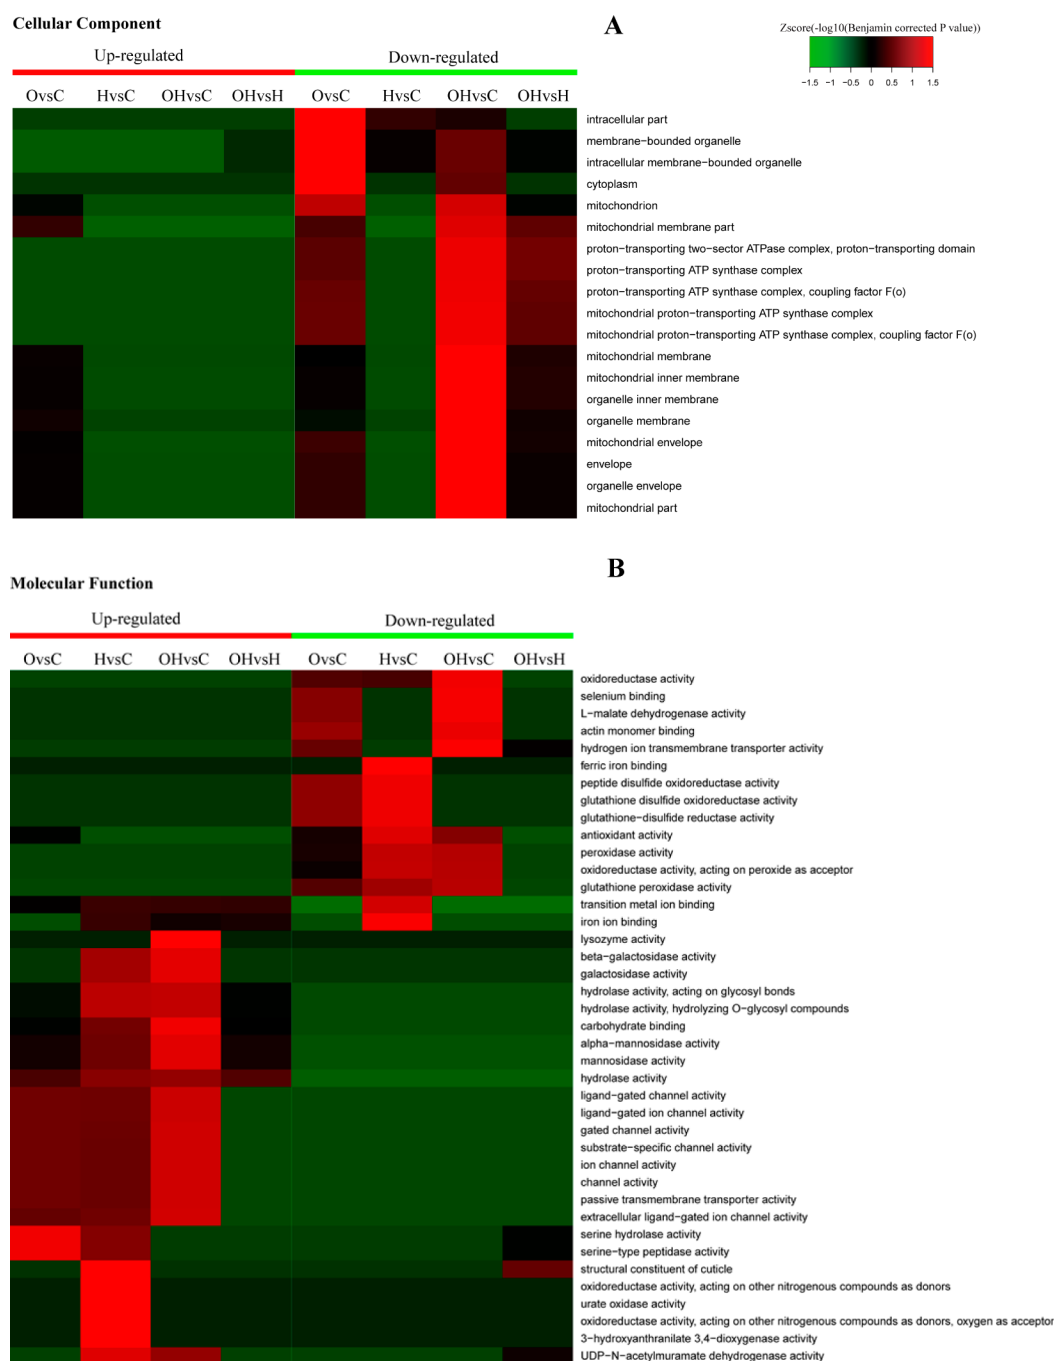 Cellular Component
A
Zscore(-log10(Benjamin corrected P value))
-1.5 -1 -0.5 0 0.5 1 1.5
Up-regulated Down-regulated
OvsC HvsC OHvsC OHvsH OvsC HvsC OHvsC OHvsH
intracellular part
membrane-bounded organelle
intracellular membrane-bounded organelle
cytoplasm
mitochondrion
mitochondrial membrane part
proton-transporting two-sector ATPase complex, proton-transporting domain
proton-transporting ATP synthase complex
proton-transporting ATP synthase complex, coupling factor F(o)
mitochondrial proton-transporting ATP synthase complex
mitochondrial proton-transporting ATP synthase complex, coupling factor F(o)
mitochondrial membrane
mitochondrial inner membrane
organelle inner membrane
organelle membrane
mitochondrial envelope
envelope
organelle envelope
mitochondrial part
B
Molecular Function
Up-regulated Down-regulated
OvsC HvsC OHvsC OHvsH OvsC HvsC OHvsC OHvsH
oxidoreductase activity
selenium binding
L-malate dehydrogenase activity
actin monomer binding
hydrogen ion transmembrane transporter activity
ferric iron binding
peptide disulfide oxidoreductase activity
glutathione disulfide oxidoreductase activity
glutathione-disulfide reductase activity
antioxidant activity
peroxidase activity
oxidoreductase activity, acting on peroxide as acceptor
glutathione peroxidase activity
transition metal ion binding
iron ion binding
lysozyme activity
beta-galactosidase activity
galactosidase activity
hydrolase activity, acting on glycosyl bonds
hydrolase activity, hydrolyzing O-glycosyl compounds
carbohydrate binding
alpha-mannosidase activity
mannosidase activity
hydrolase activity
ligand-gated channel activity
ligand-gated ion channel activity
gated channel activity
substrate-specific channel activity
ion channel activity
channel activity
passive transmembrane transporter activity
extracellular ligand-gated ion channel activity
serine hydrolase activity
serine-type peptidase activity
structural constituent of cuticle
oxidoreductase activity, acting on other nitrogenous compounds as donors
urate oxidase activity
oxidoreductase activity, acting on other nitrogenous compounds as donors, oxygen as acceptor
3-hydroxyanthranilate 3,4-dioxygenase activity
UDP-N-acetylmuramate dehydrogenase activity